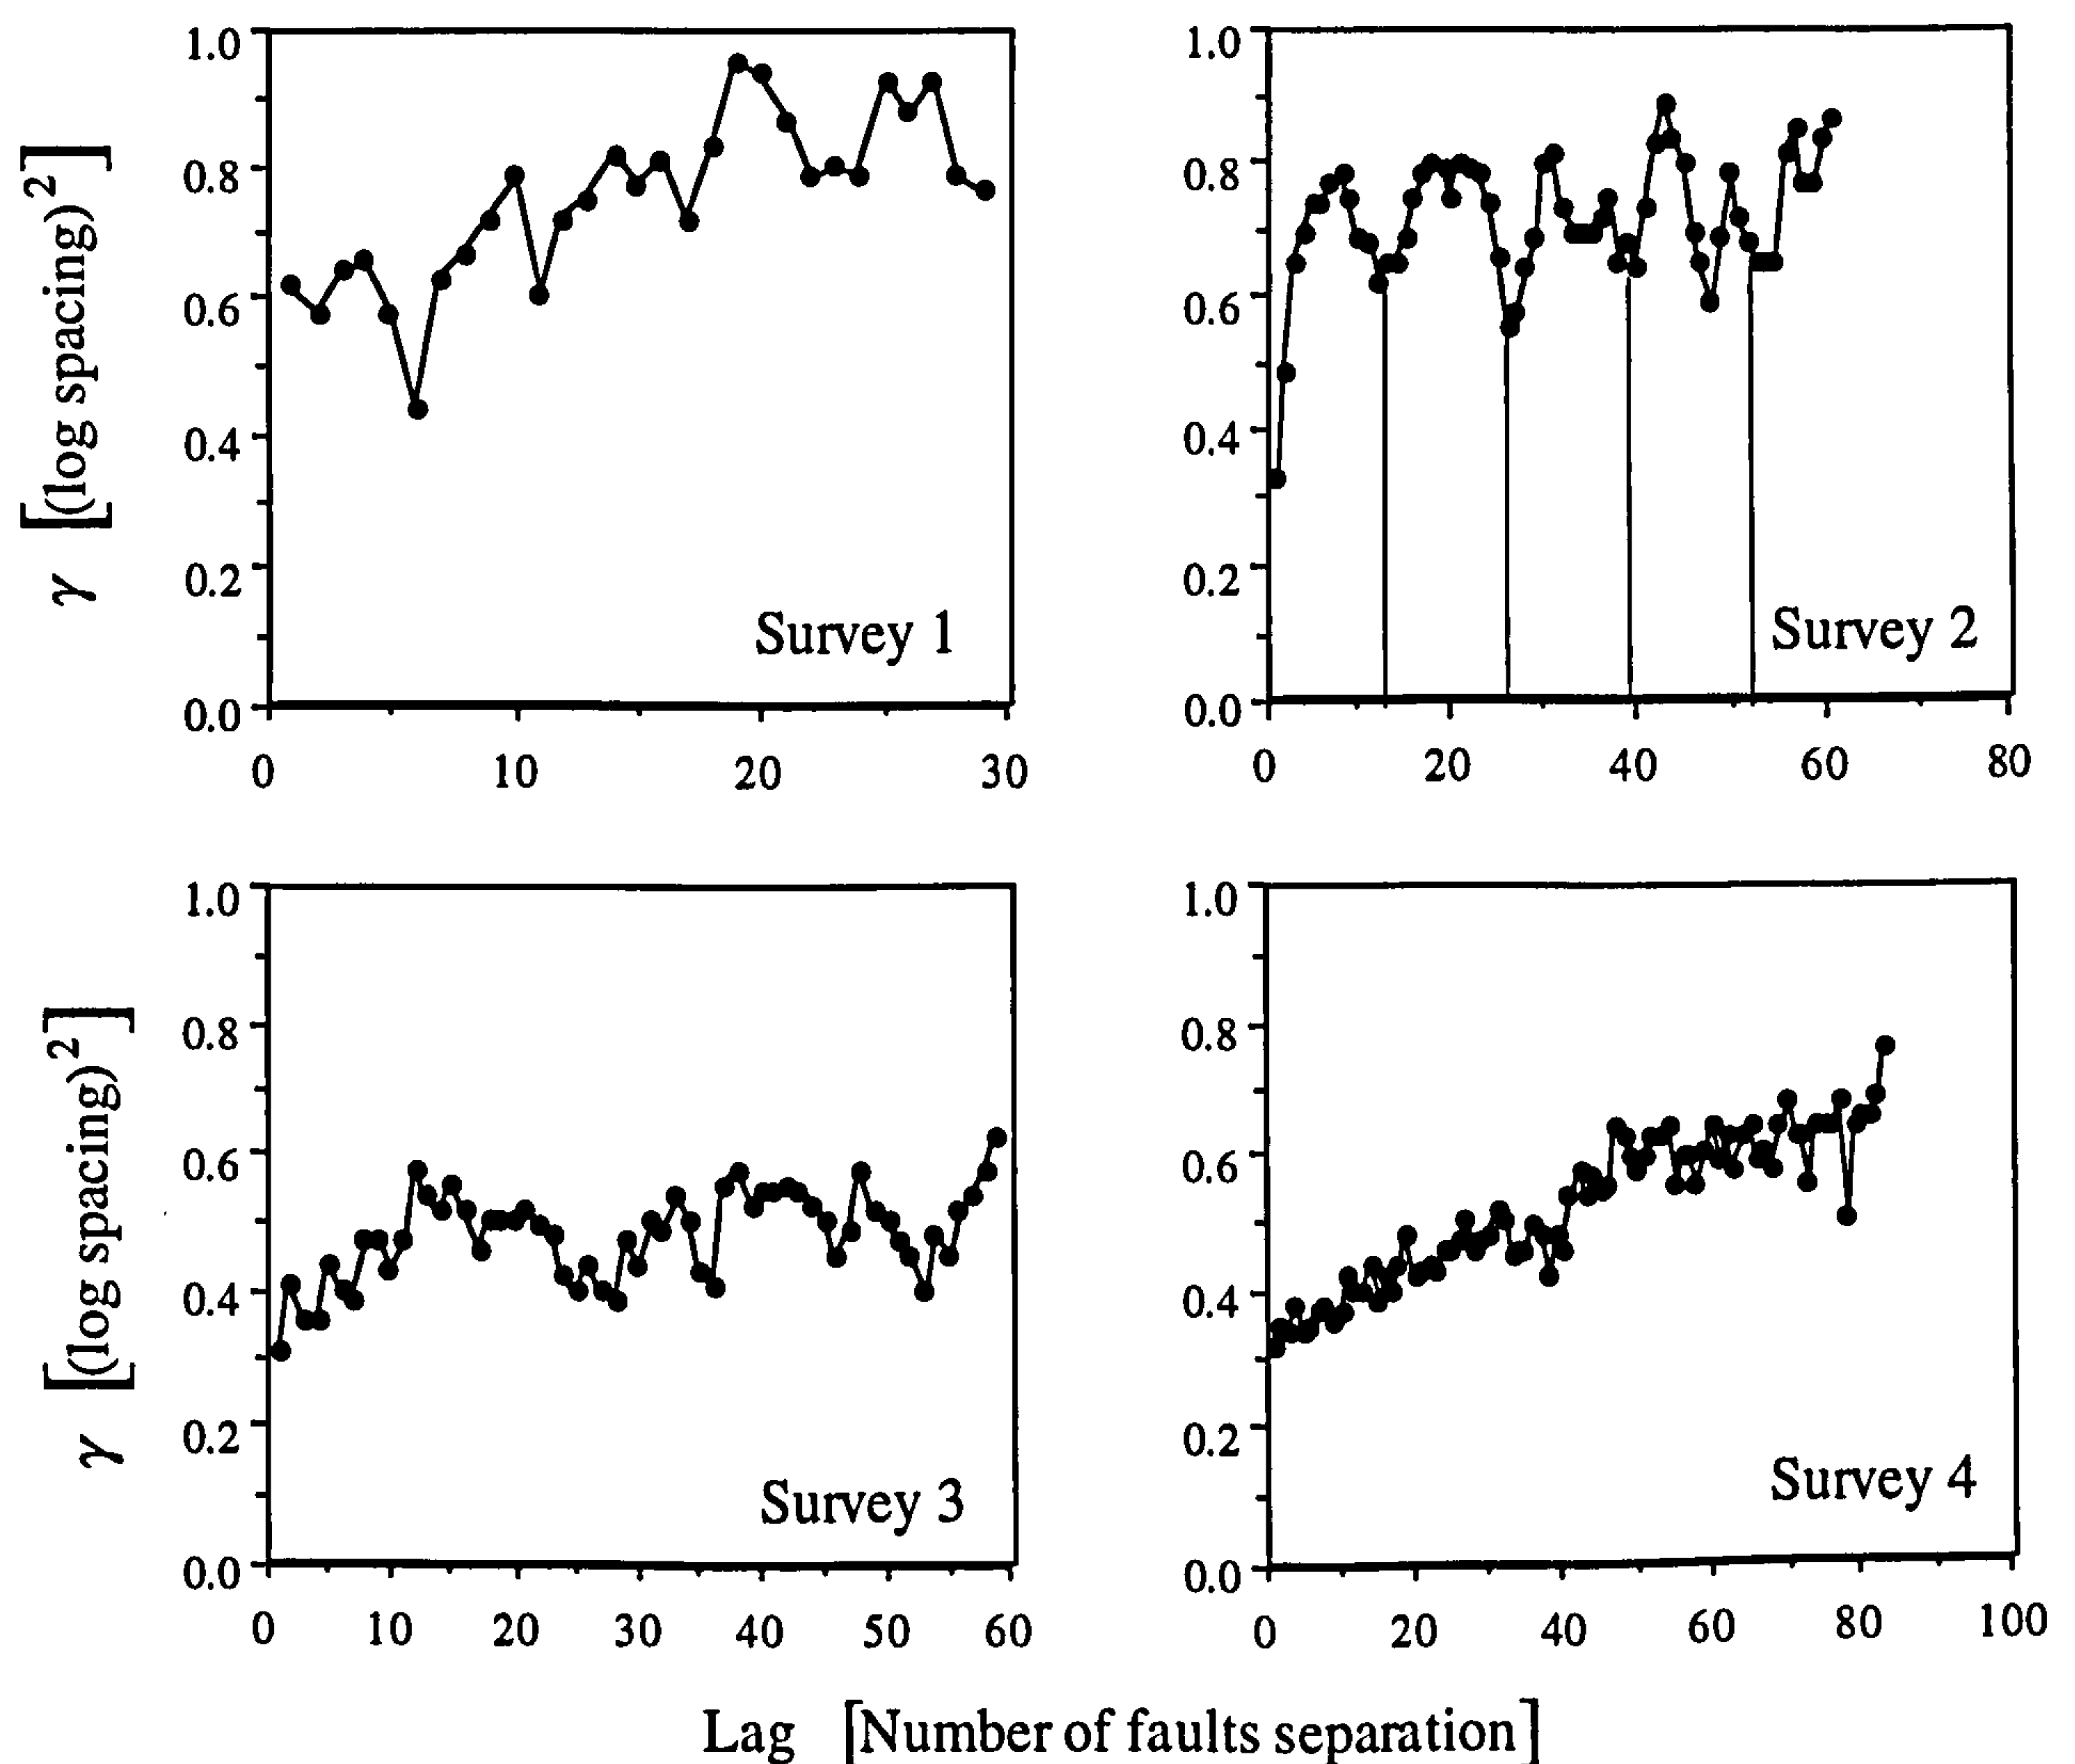 1.0
0.8
0.6
0.4
0.2
0.0
0 10 20 30
γ [(log spacing)²]
Survey 1
1.0
0.8
0.6
0.4
0.2
0.0
0 20 40 60 80
Survey 2
1.0
0.8
0.6
0.4
0.2
0.0
0 10 20 30 40 50 60
γ [(log spacing)²]
Survey 3
1.0
0.8
0.6
0.4
0.2
0.0
0 20 40 60 80 100
Survey 4
Lag [Number of faults separation]